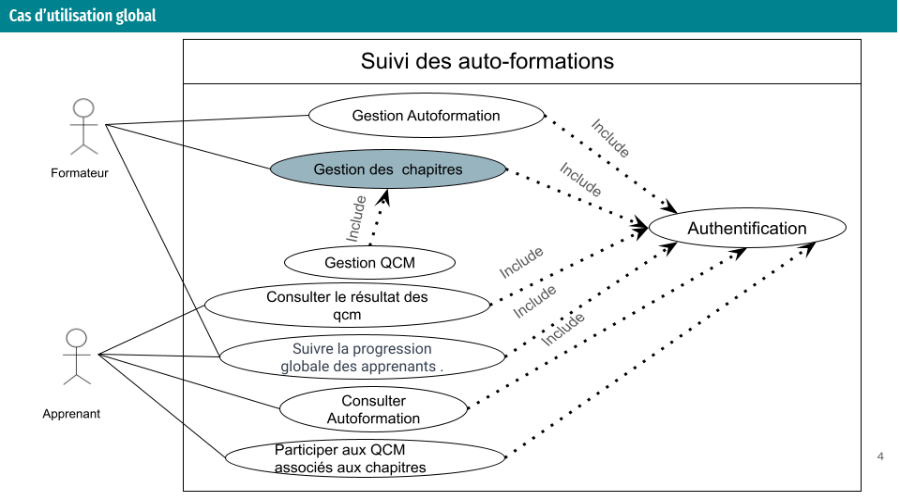 Cas d'utilisation global
Suivi des auto-formations
Gestion Autoformation
Include
Formateur
Gestion des chapitres
Include
Include
Authentification
Gestion QCM
Include
Consulter le résultat des
qcm
Include
Include
Suivre la progression
globale des apprenants .
Apprenant
Consulter
Autoformation
Participer aux QCM
associés aux chapitres
4